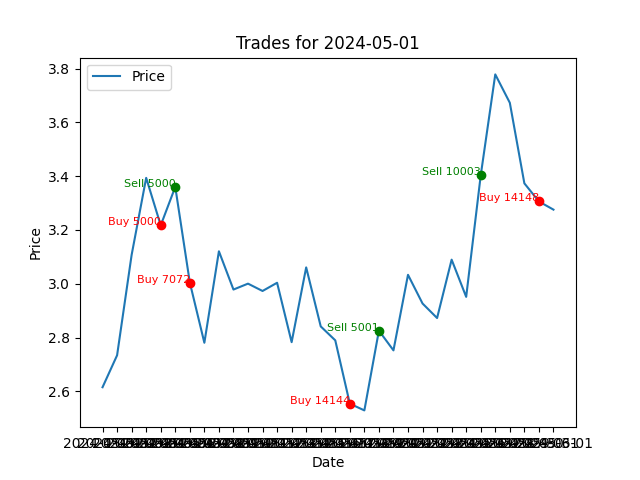 Trades for 2024-05-01
Price
3.8
3.6
3.4
3.2
3.0
2.8
2.6
Price
Sell 5000
Buy 5000
Buy 7072
Buy 14144
Sell 5001
Sell 10003
Buy 14148
Date